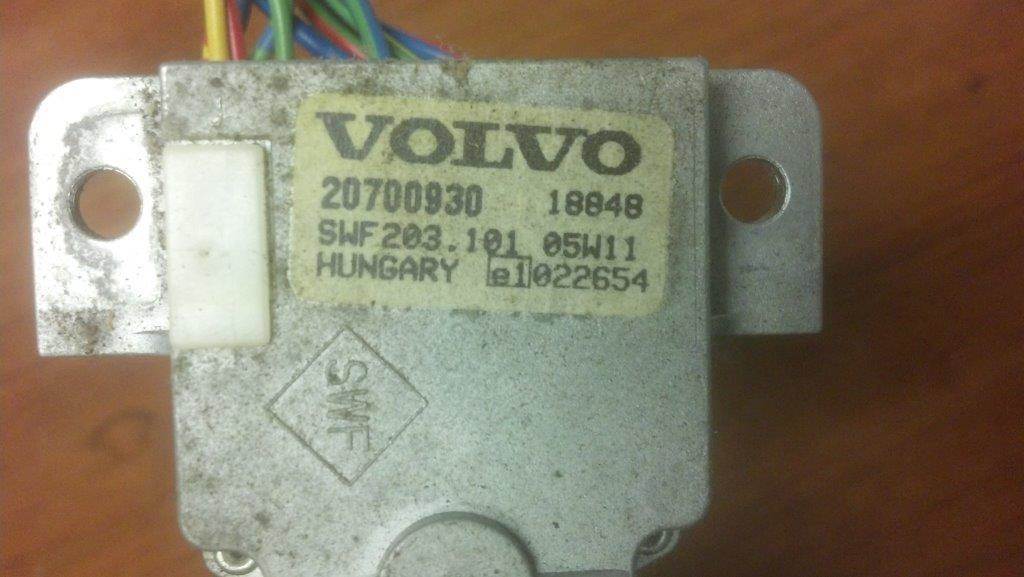 VOLVO
20700930 18848
SWF203.101 05W11
HUNGARY e1 022654
SWF